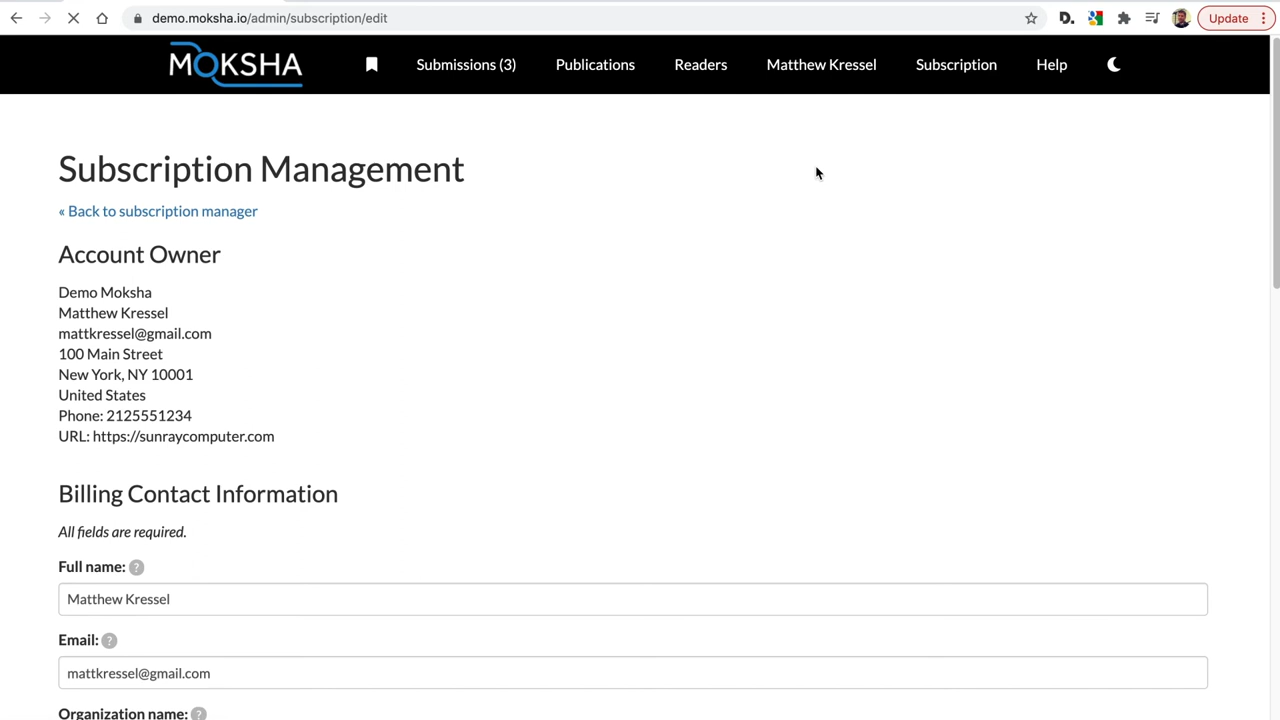 demo.moksha.io/admin/subscription/edit
D.
Update
MOKSHA
Submissions (3)
Publications
Readers
Matthew Kressel
Subscription
Help
Subscription Management
« Back to subscription manager
Account Owner
Demo Moksha
Matthew Kressel
mattkressel@gmail.com
100 Main Street
New York, NY 10001
United States
Phone: 2125551234
URL: https://sunraycomputer.com
Billing Contact Information
All fields are required.
Full name: ?
Matthew Kressel
Email: ?
mattkressel@gmail.com
Organization name: ?